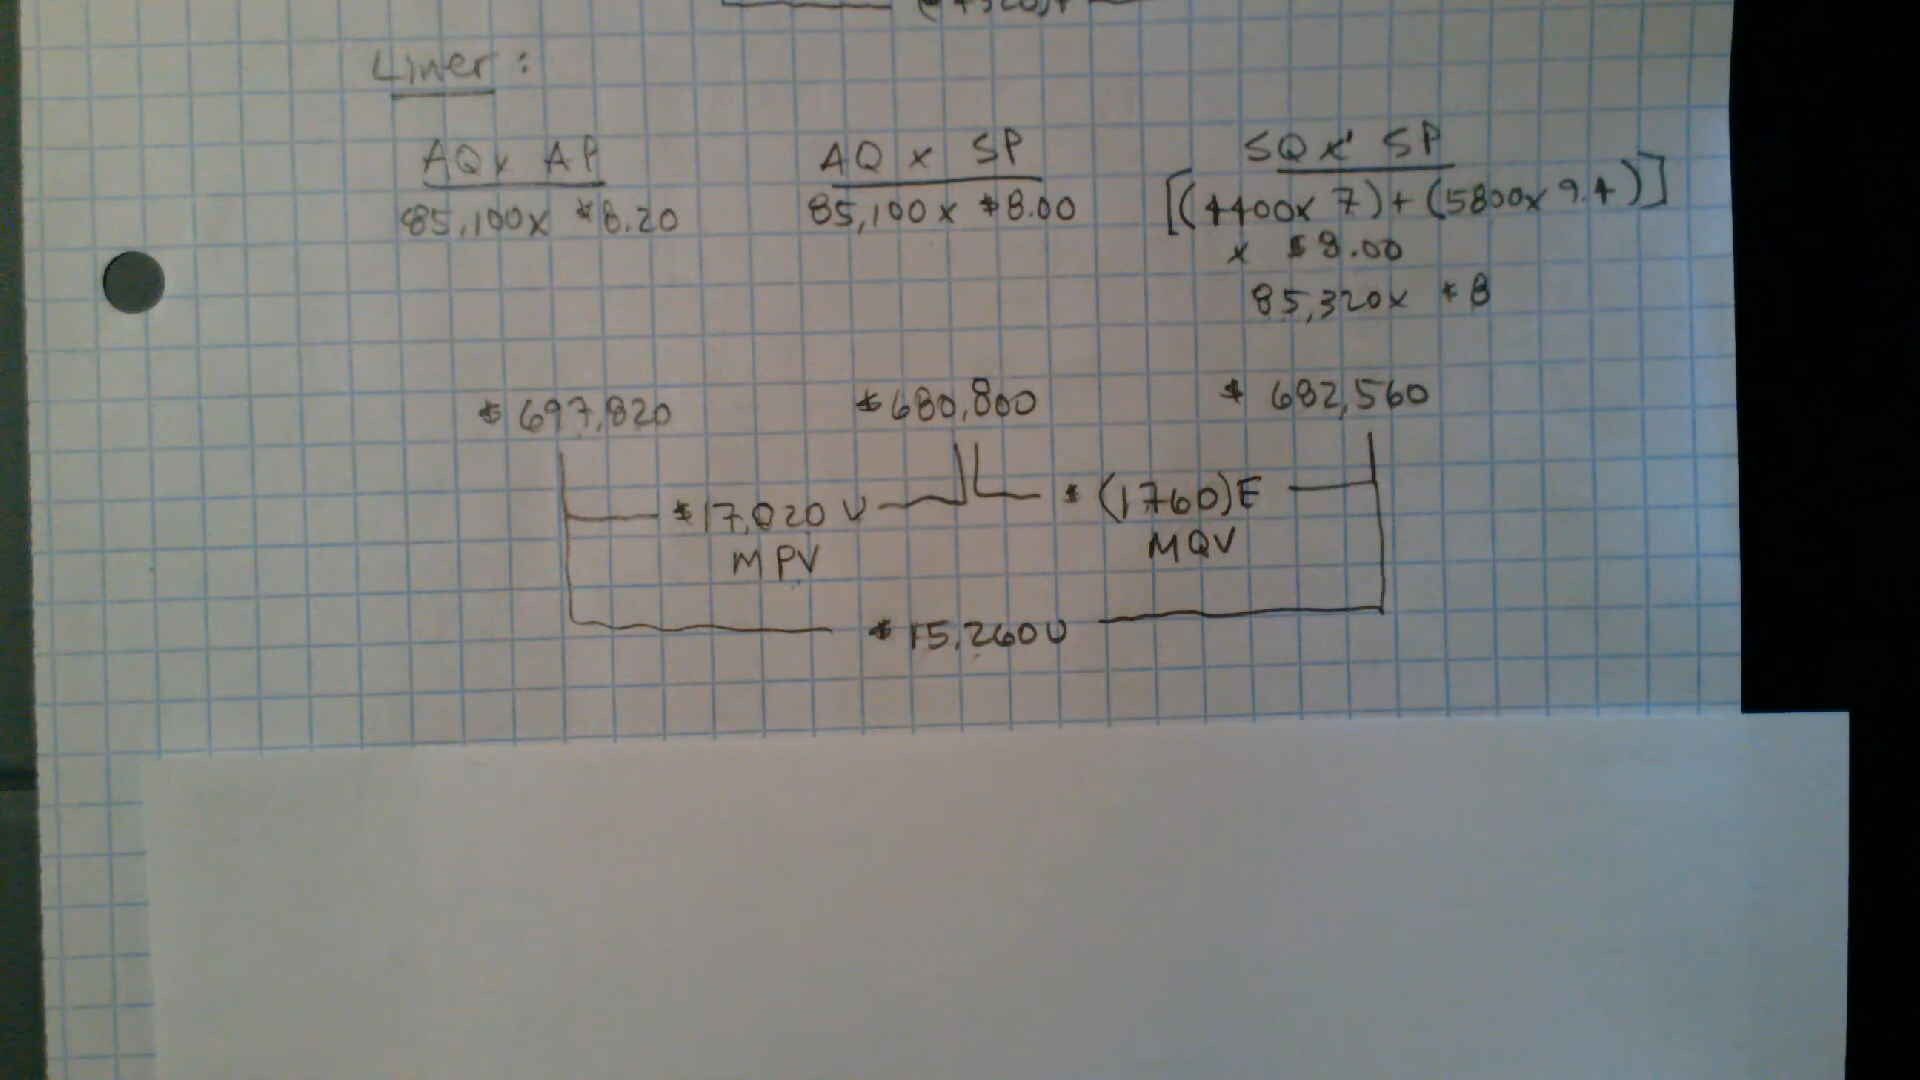 Liner:
AQ x AP
AQ x SP
SQ x SP
85,100 x $8.20
85,100 x $8.00
[(4400 x 7) + (5800 x 9.4)]
x $8.00
85,320 x $8
$697,820
$680,800
$682,560
$17,020 U
$(1760)E
MPV
MQV
$15,260 U